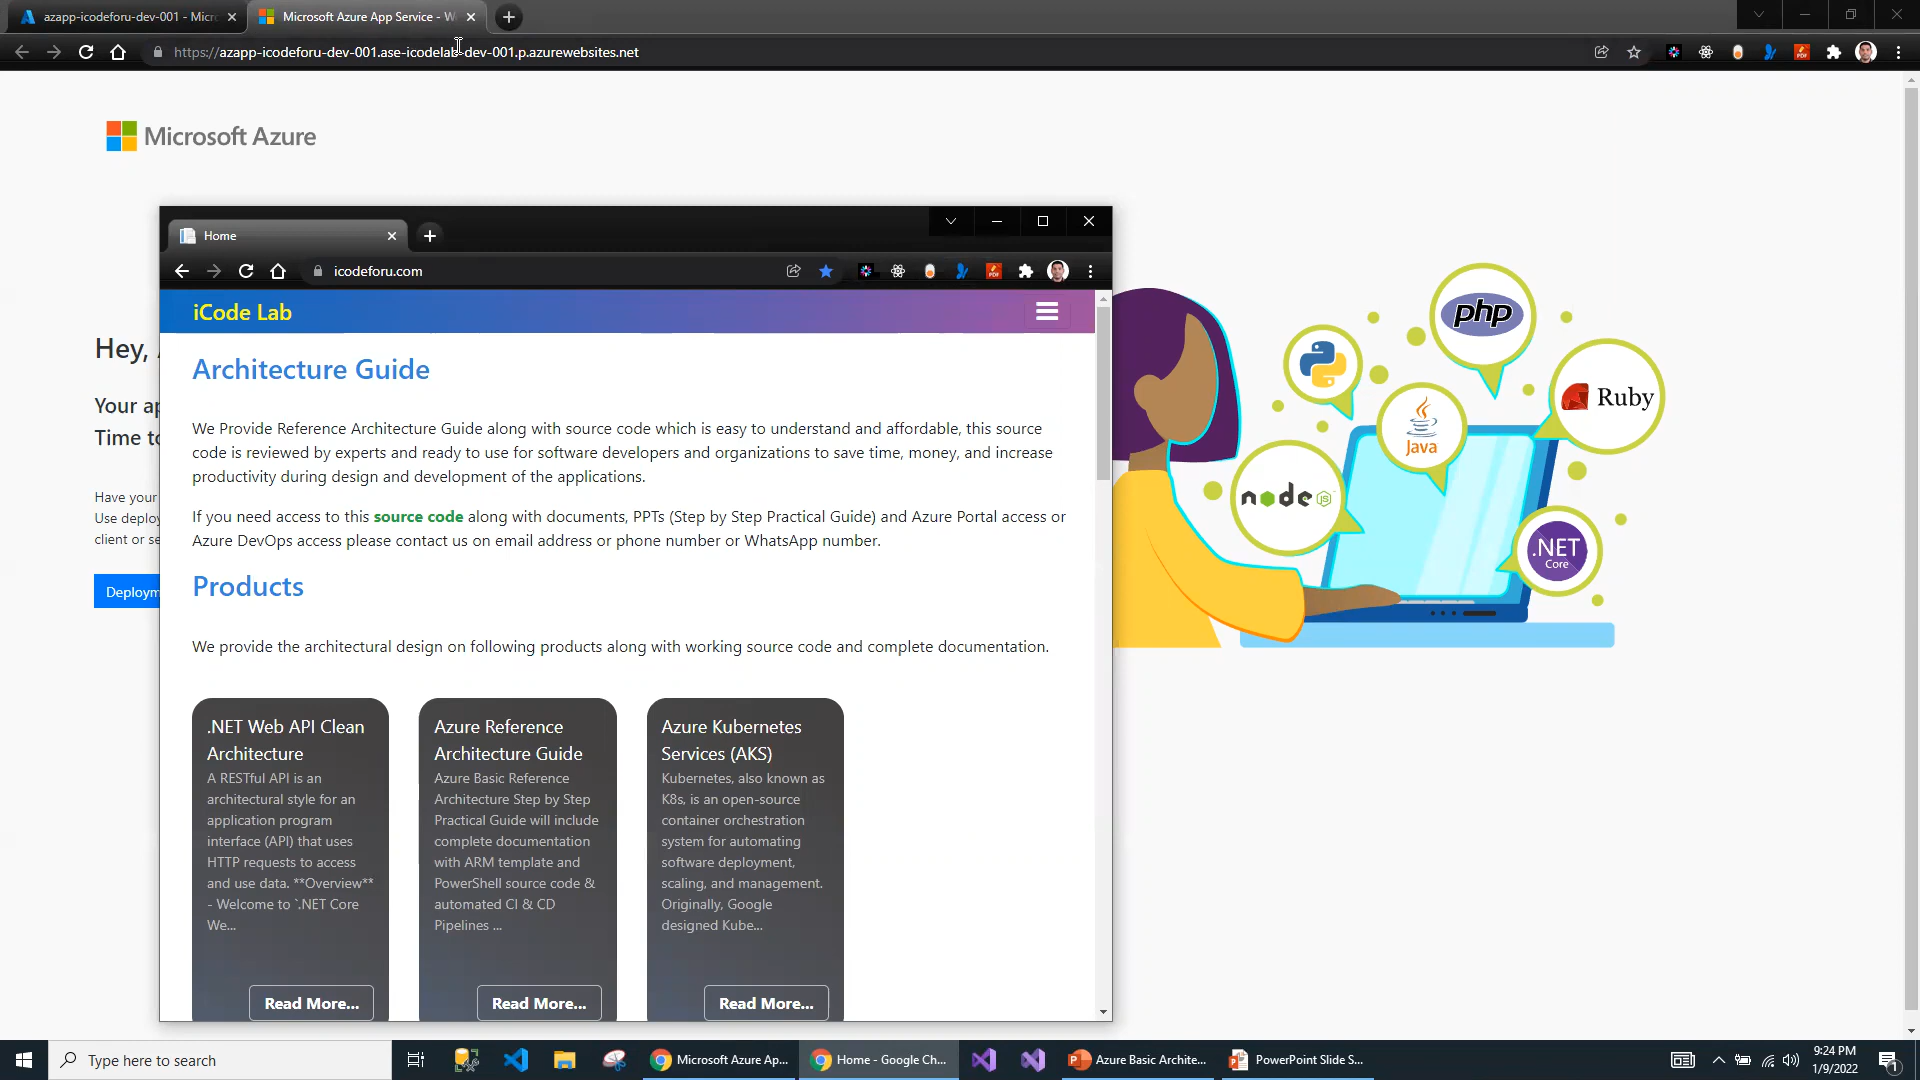 azapp-icodeforu-dev-001 - Micr
Microsoft Azure App Service - W
https://azapp-icodeforu-dev-001.ase-icodelab-dev-001.p.azurewebsites.net
Microsoft Azure
Hey,
Your ap
Time to
Have your
Use deploy
client or se
Deploym
Home
icodeforu.com
iCode Lab
Architecture Guide
We Provide Reference Architecture Guide along with source code which is easy to understand and affordable, this source
code is reviewed by experts and ready to use for software developers and organizations to save time, money, and increase
productivity during design and development of the applications.
If you need access to this source code along with documents, PPTs (Step by Step Practical Guide) and Azure Portal access or
Azure DevOps access please contact us on email address or phone number or WhatsApp number.
Products
We provide the architectural design on following products along with working source code and complete documentation.
.NET Web API Clean
Architecture
A RESTful API is an
architectural style for an
application program
interface (API) that uses
HTTP requests to access
and use data. **Overview**
- Welcome to `.NET Core
We...
Read More...
Azure Reference
Architecture Guide
Azure Basic Reference
Architecture Step by Step
Practical Guide will include
complete documentation
with ARM template and
PowerShell source code &
automated CI & CD
Pipelines ...
Read More...
Azure Kubernetes
Services (AKS)
Kubernetes, also known as
K8s, is an open-source
container orchestration
system for automating
software deployment,
scaling, and management.
Originally, Google
designed Kube...
Read More...
php
Ruby
Java
node JS
.NET
Core
Type here to search
Microsoft Azure Ap...
Home - Google Ch...
Azure Basic Archite...
PowerPoint Slide S...
9:24 PM
1/9/2022
1